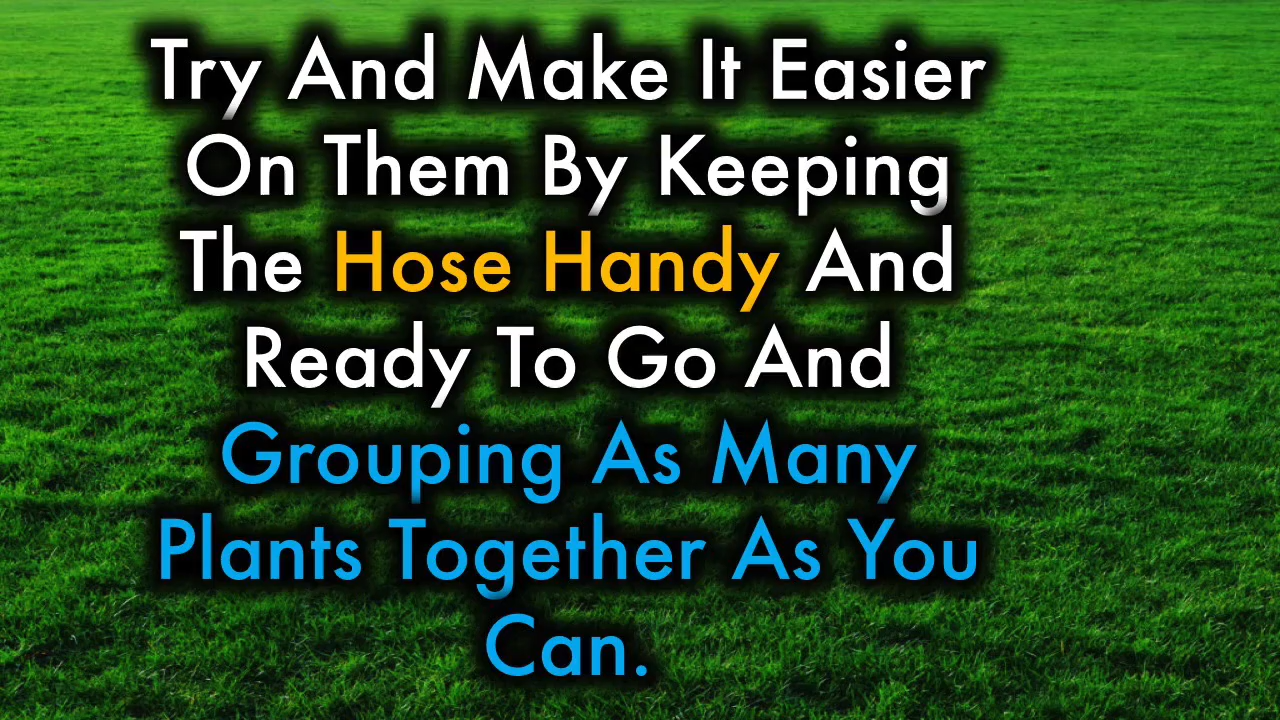 Try And Make It Easier
On Them By Keeping
The Hose Handy And
Ready To Go And
Grouping As Many
Plants Together As You
Can.